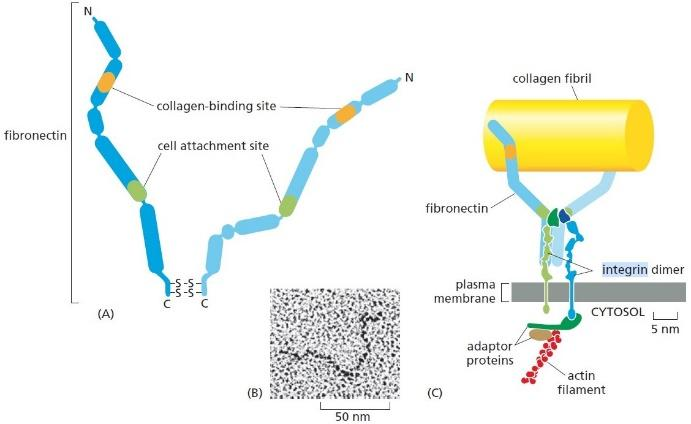 N
N
collagen-binding site
fibronectin
cell attachment site
S-S
S-S
C
C
(A)
(B)
50 nm
collagen fibril
fibronectin
integrin dimer
plasma
membrane
CYTOSOL
5 nm
adaptor
proteins
actin
filament
(C)